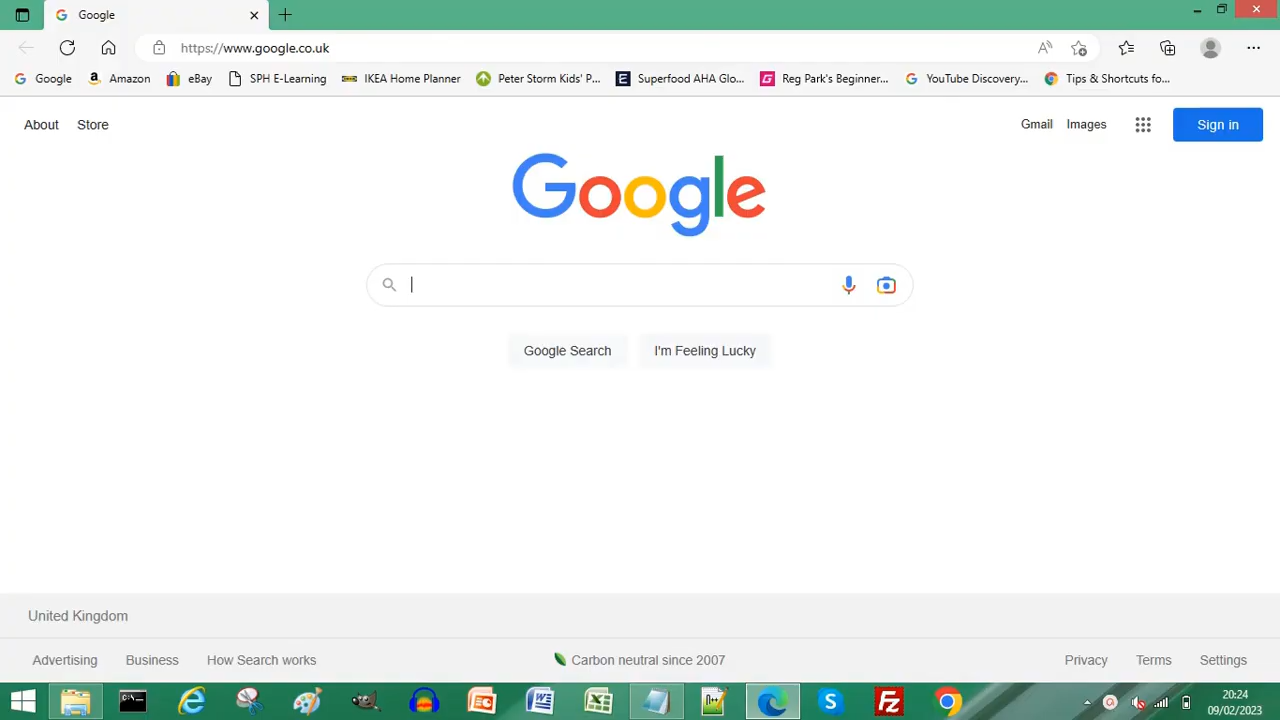 Google
https://www.google.co.uk
Google Amazon eBay SPH E-Learning IKEA Home Planner Peter Storm Kids' P... Superfood AHA Glo... Reg Park's Beginner... YouTube Discovery... Tips & Shortcuts fo...
About Store Gmail Images Sign in
Google
Google Search I'm Feeling Lucky
United Kingdom
Advertising Business How Search works Carbon neutral since 2007 Privacy Terms Settings
20:24
09/02/2023